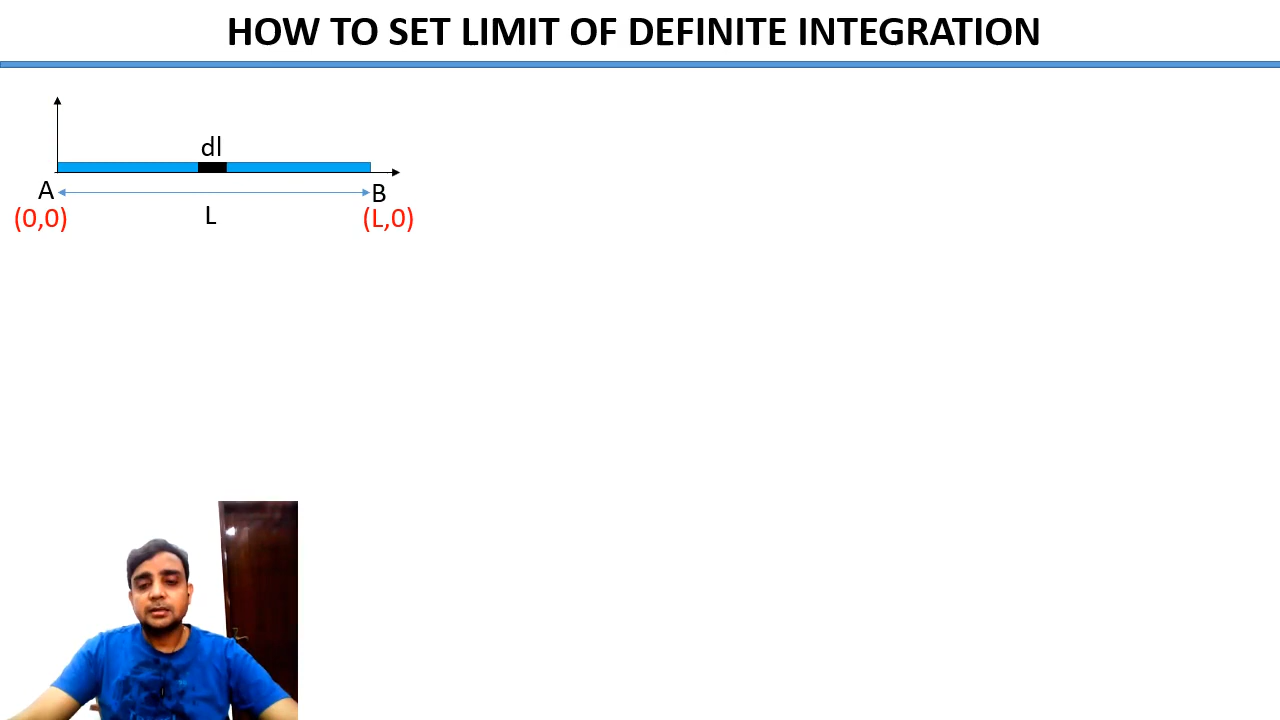 HOW TO SET LIMIT OF DEFINITE INTEGRATION
dl
A
B
(0,0)
L
(L,0)